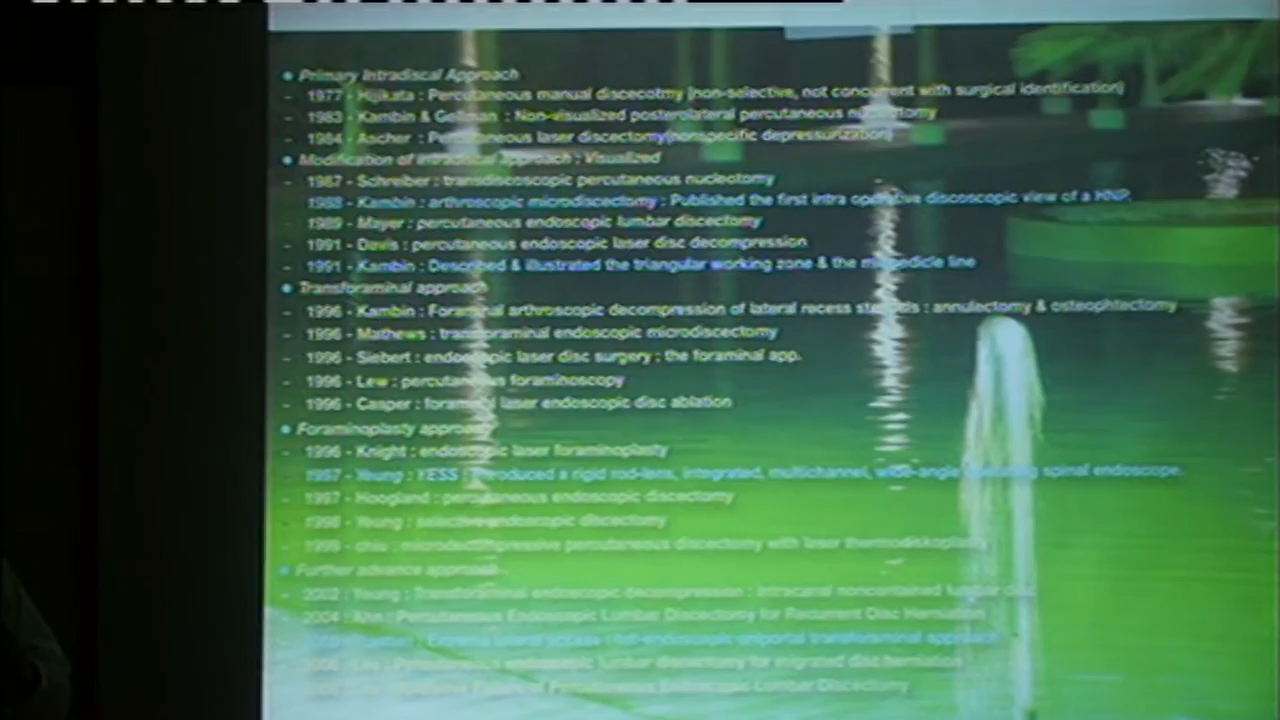 Primary Intradiscal Approach
- 1977 - Hijikata : Percutaneous manual discecotmy (non-selective, not concurrent with surgical identification)
- 1983 - Kambin & Gellman : Non-visualized posterolateral percutaneous nucleotomy
- 1984 - Ascher : Percutaneous laser discectomy(nonspecific depressurization)
Modification of intradiscal approach ; Visualized
- 1987 - Schreiber : transdiscoscopic percutaneous nucleotomy
- 1988 - Kambin : arthroscopic microdiscectomy ; Published the first intra operative discoscopic view of a HNP.
- 1989 - Mayer : percutaneous endoscopic lumbar discectomy
- 1991 - Davis : percutaneous endoscopic laser disc decompression
- 1991 - Kambin : Described & illustrated the triangular working zone & the midpedicle line
Transforaminal approach
- 1996 - Kambin : Foraminal arthroscopic decompression of lateral recess stenosis : annulectomy & osteophtectomy
- 1996 - Mathews : transforaminal endoscopic microdiscectomy
- 1996 - Siebert : endoscopic laser disc surgery ; the foraminal app.
- 1996 - Lew : percutaneous foraminoscopy
- 1996 - Casper : foraminal laser endoscopic disc ablation
Foraminoplasty approach
- 1996 - Knight : endoscopic laser foraminoplasty
- 1997 - Yeung : YESS introduced a rigid rod-lens, integrated, multichannel, wide-angle operating spinal endoscope.
- 1997 - Hoogland : percutaneous endoscopic discectomy
- 1998 - Yeung : selective endoscopic discectomy
- 1999 - chiu : microdecompressive percutaneous discectomy with laser thermodiskoplasty
Further advance approach
- 2002 - Yeung : Transforaminal endoscopic decompression : intracanal noncontained lumbar disc
- 2004 - Ahn : Percutaneous Endoscopic Lumbar Discectomy for Recurrent Disc Herniation
lateral access : full-endoscopic uniportal transforaminal approach
Percutaneous endoscopic lumbar discectomy for migrated disc herniation
of Percutaneous Endoscopic Lumbar Discectomy